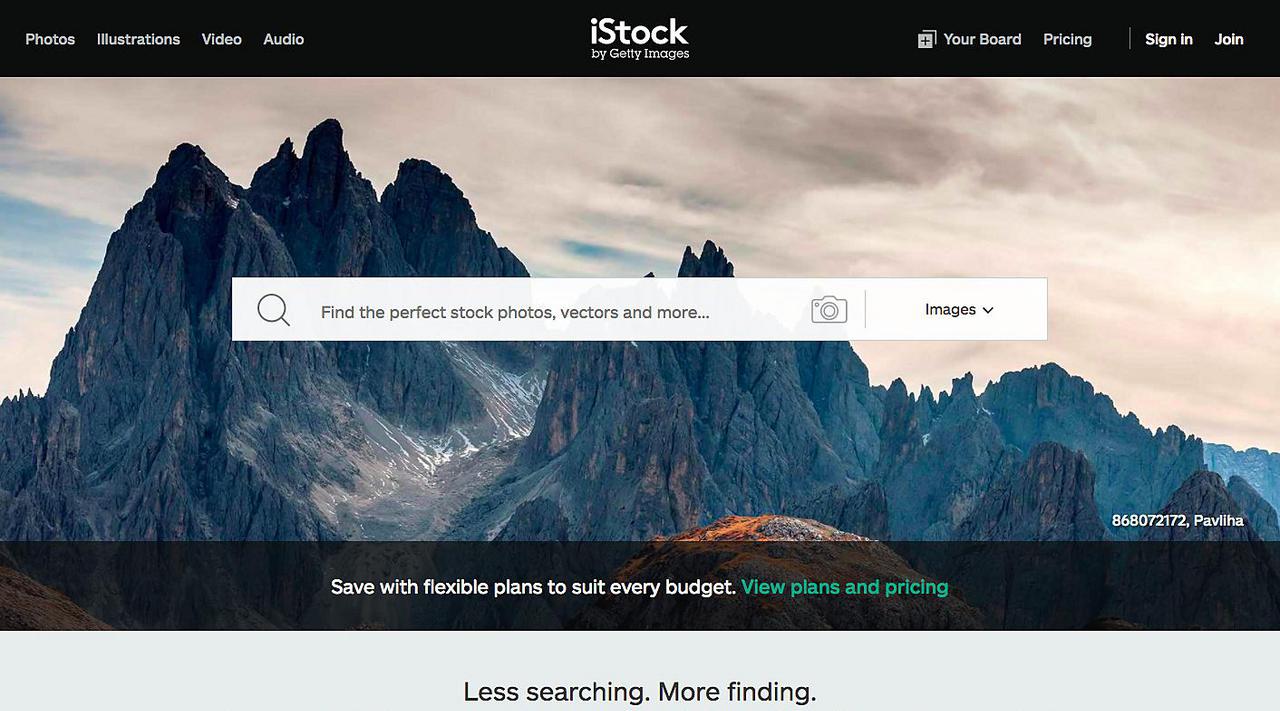 Photos Illustrations Video Audio
iStock
by Getty Images
Your Board Pricing Sign in Join
Find the perfect stock photos, vectors and more...
Images
868072172, Pavliha
Save with flexible plans to suit every budget. View plans and pricing
Less searching. More finding.